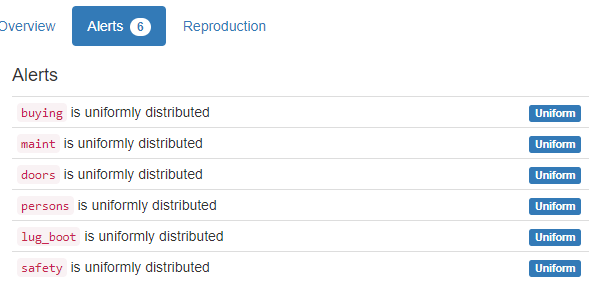 Overview Alerts 6 Reproduction
Alerts
buying is uniformly distributed Uniform
maint is uniformly distributed Uniform
doors is uniformly distributed Uniform
persons is uniformly distributed Uniform
lug_boot is uniformly distributed Uniform
safety is uniformly distributed Uniform